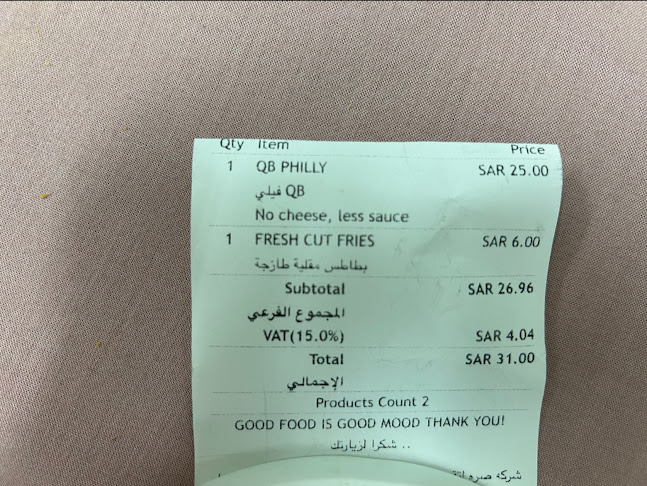 Qty Item Price
1 QB PHILLY SAR 25.00
QB فيلي
No cheese, less sauce
1 FRESH CUT FRIES SAR 6.00
بطاطس مقلية طازجة
Subtotal SAR 26.96
المجموع الفرعي
VAT(15.0%) SAR 4.04
Total SAR 31.00
الإجمالي
Products Count 2
GOOD FOOD IS GOOD MOOD THANK YOU!
شكرا لزيارتك ..
شركه صره